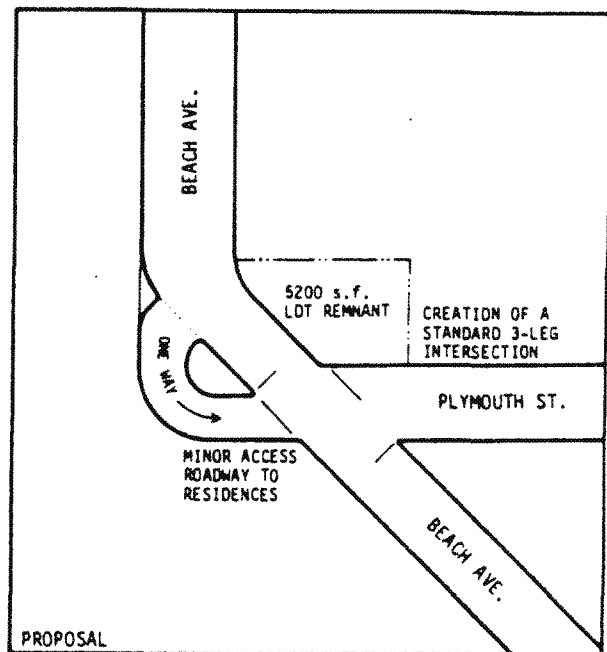 BEACH AVE.
5200 s.f.
LOT REMNANT
CREATION OF A
STANDARD 3-LEG
INTERSECTION
ONE WAY
PLYMOUTH ST.
MINOR ACCESS
ROADWAY TO
RESIDENCES
BEACH AVE.
PROPOSAL